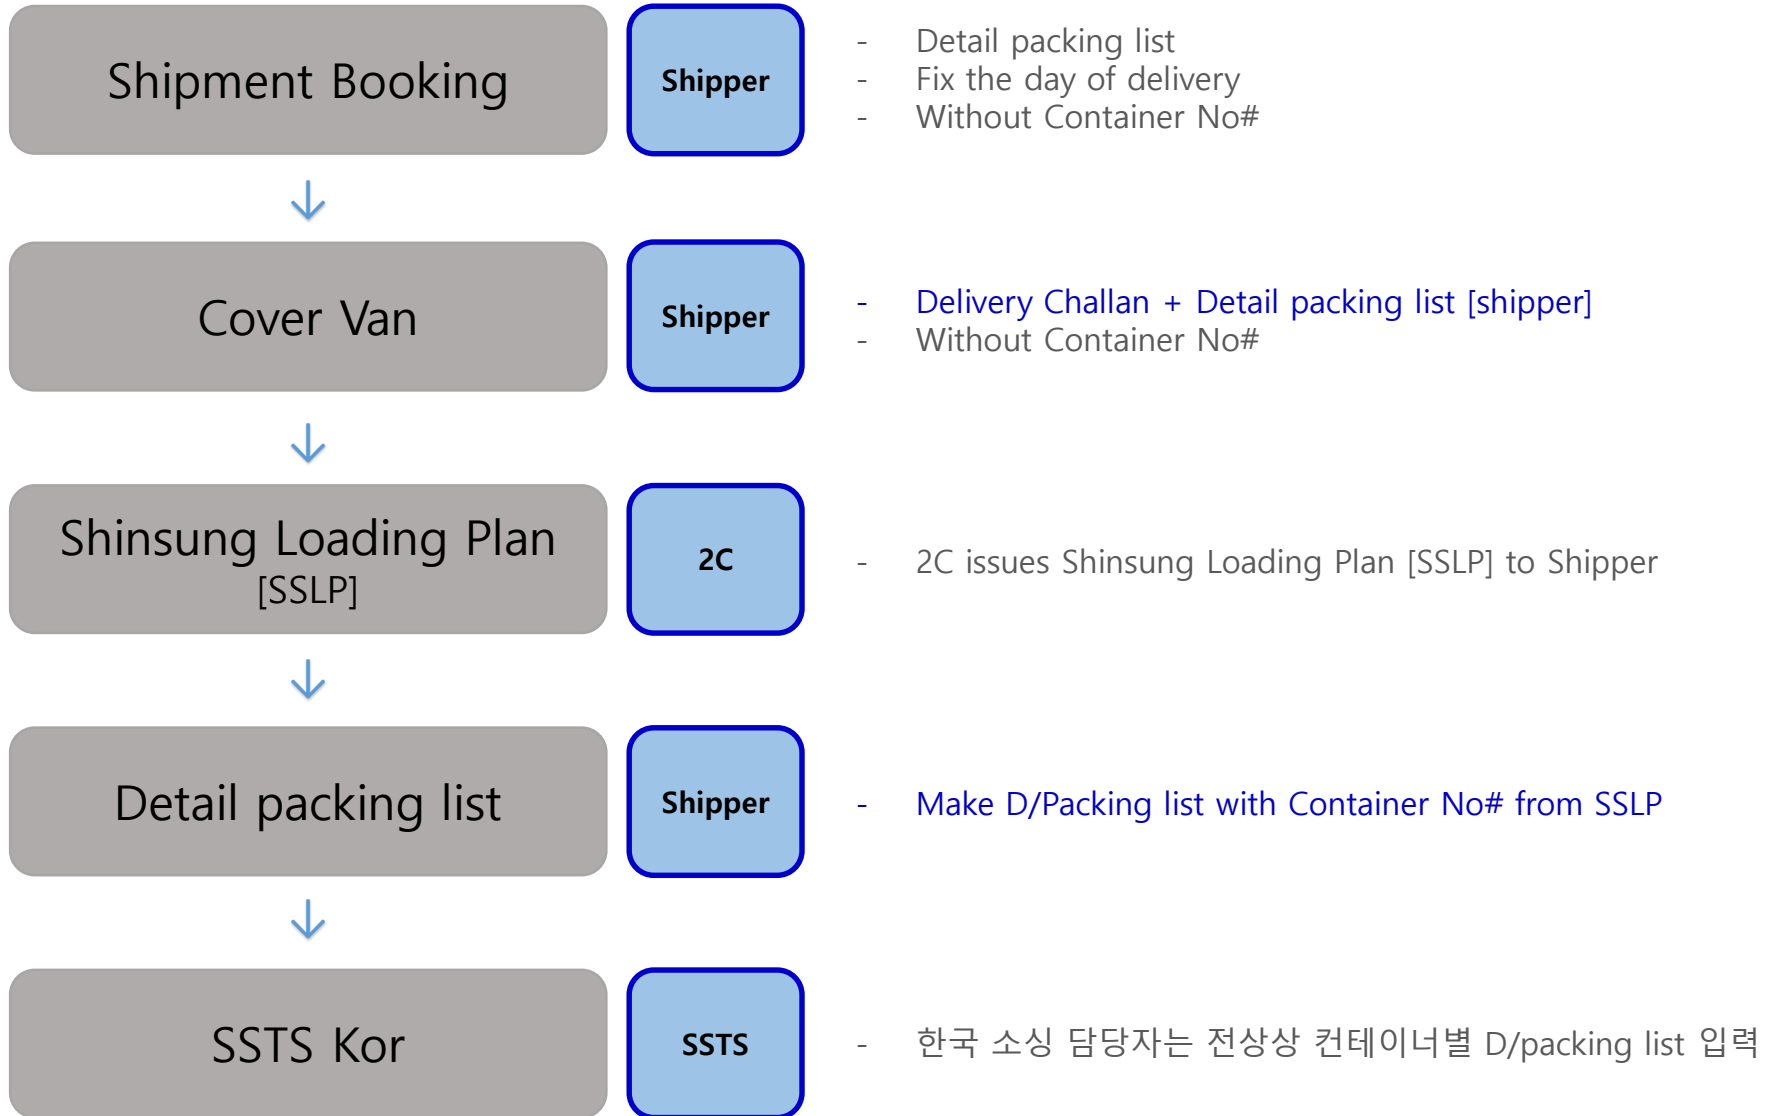 Shipment Booking
Shipper
- Detail packing list
- Fix the day of delivery
- Without Container No#
Cover Van
Shipper
- Delivery Challan + Detail packing list [shipper]
- Without Container No#
Shinsung Loading Plan
[SSLP]
2C
- 2C issues Shinsung Loading Plan [SSLP] to Shipper
Detail packing list
Shipper
- Make D/Packing list with Container No# from SSLP
SSTS Kor
SSTS
- 한국 소싱 담당자는 전상상 컨테이너별 D/packing list 입력